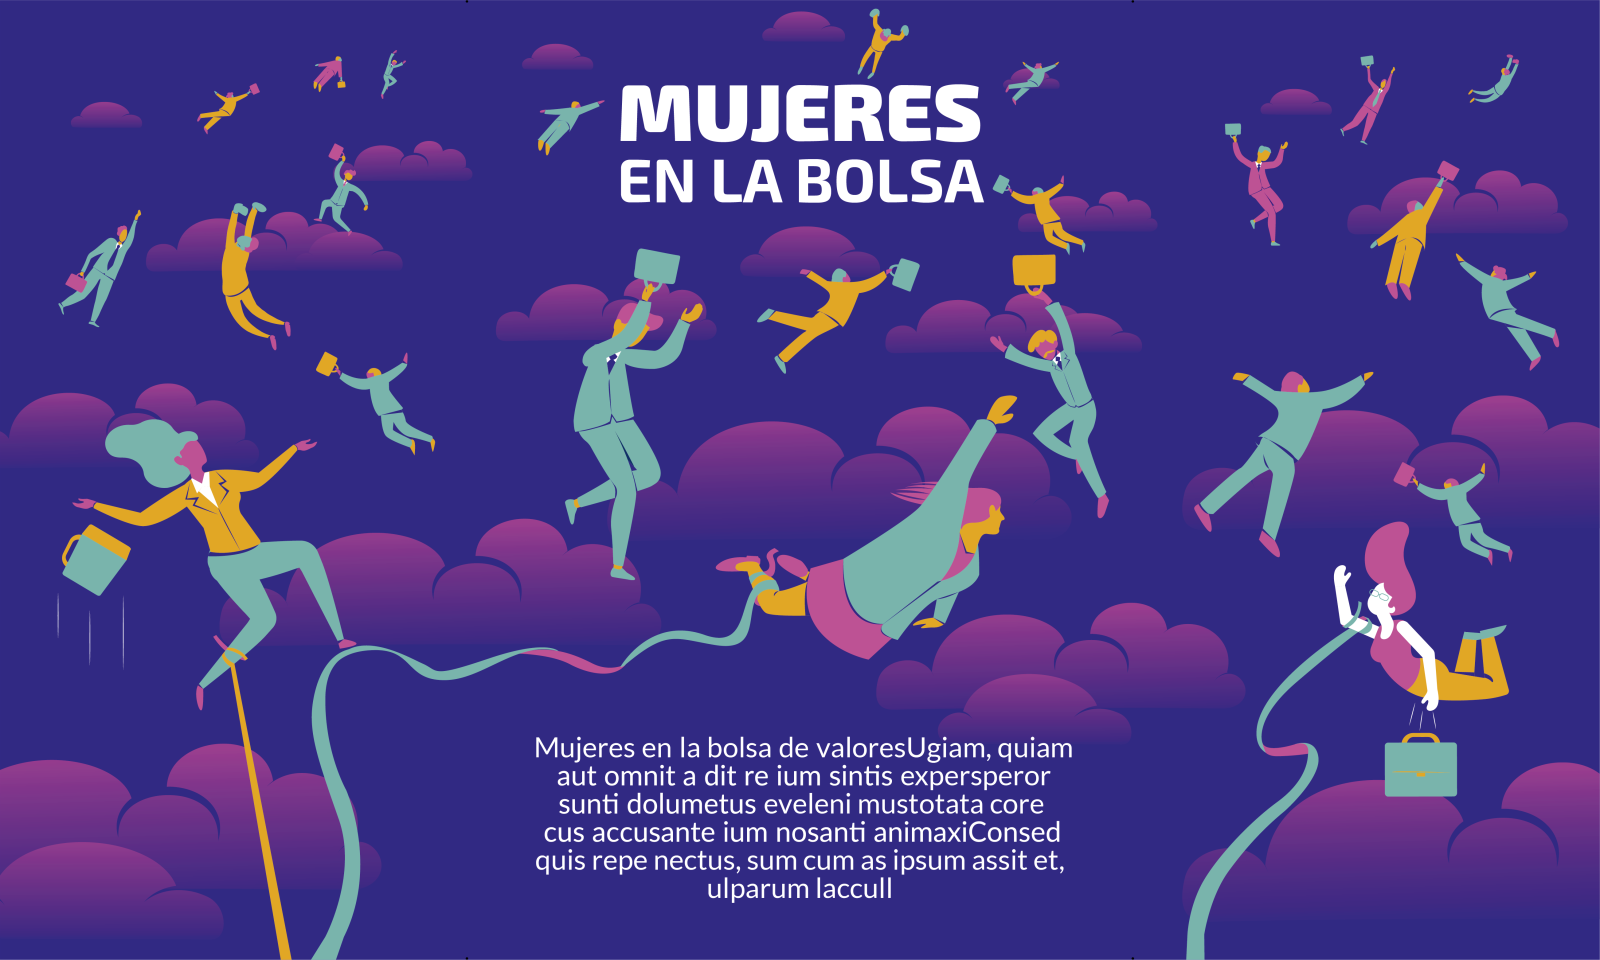 MUJERES
EN LA BOLSA
Mujeres en la bolsa de valoresUgiam, quiam
aut omnit a dit re ium sintis expersperor
sunti dolumetus eveleni mustotata core
cus accusante ium nosanti animaxiConsed
quis repe nectus, sum cum as ipsum assit et,
ulparum laccull